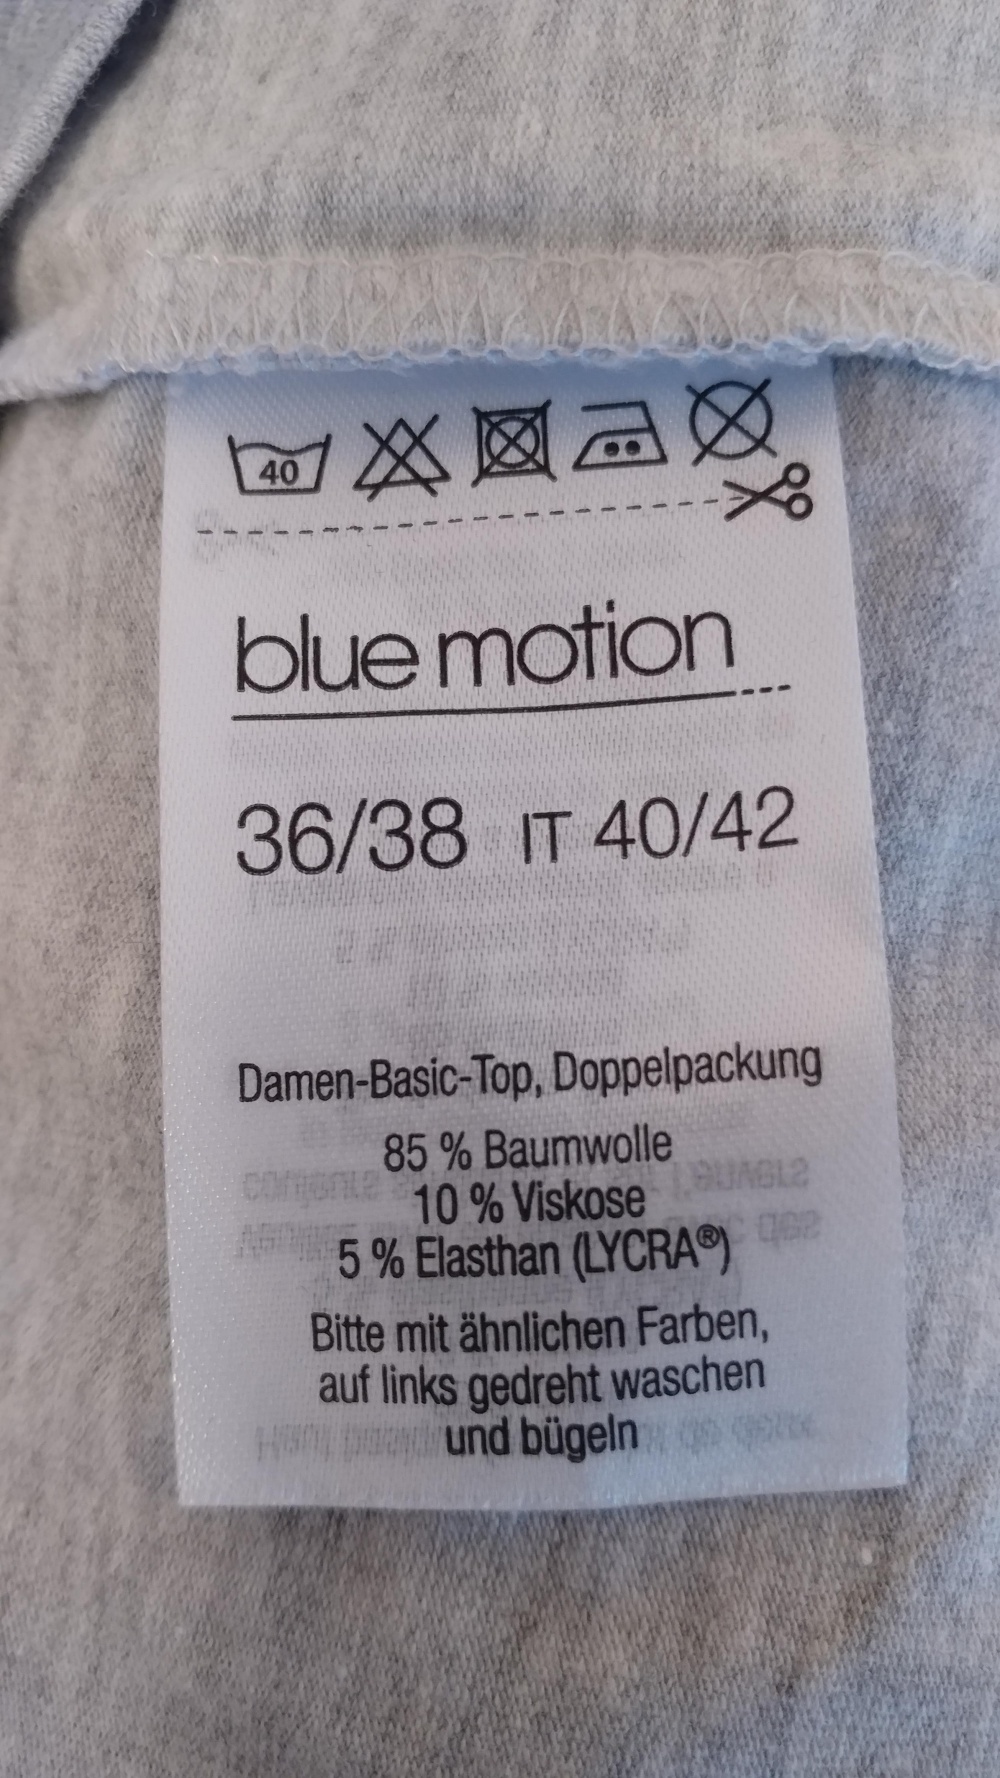 40
blue motion
36/38 IT 40/42
Damen-Basic-Top, Doppelpackung
85 % Baumwolle
10 % Viskose
5 % Elasthan (LYCRA®)
Bitte mit ähnlichen Farben,
auf links gedreht waschen
und bügeln